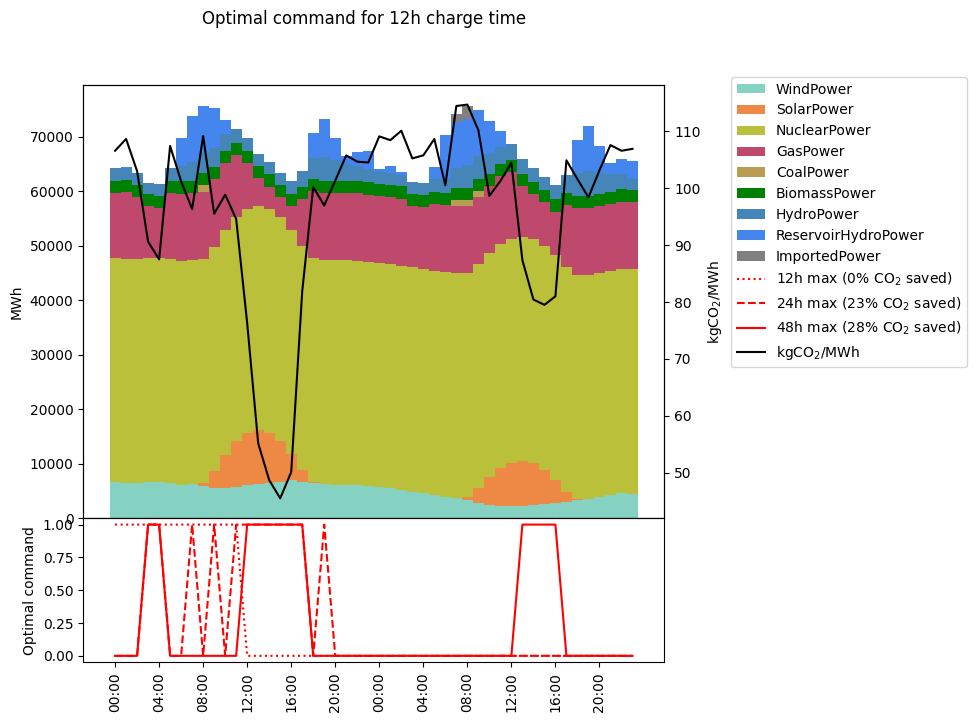 Optimal command for 12h charge time
MWh
70000
60000
50000
40000
30000
20000
10000
0
110
100
90
80
70
60
50
kgCO₂/MWh
WindPower
SolarPower
NuclearPower
GasPower
CoalPower
BiomassPower
HydroPower
ReservoirHydroPower
ImportedPower
12h max (0% CO₂ saved)
24h max (23% CO₂ saved)
48h max (28% CO₂ saved)
kgCO₂/MWh
Optimal command
1.00
0.75
0.50
0.25
0.00
00:00
04:00
08:00
12:00
16:00
20:00
00:00
04:00
08:00
12:00
16:00
20:00